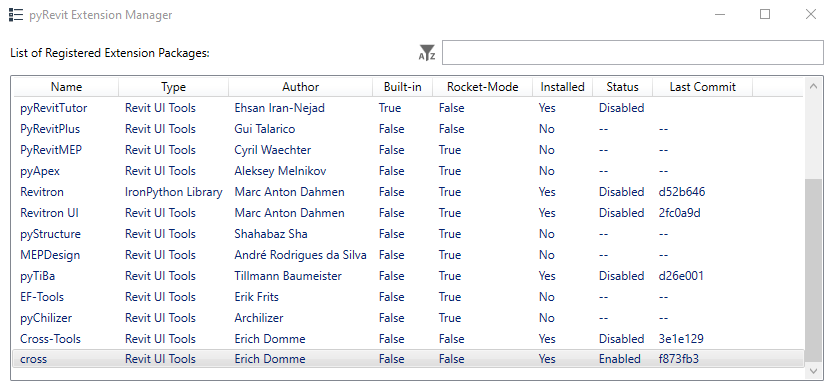 pyRevit Extension Manager
List of Registered Extension Packages:
Name Type Author Built-in Rocket-Mode Installed Status Last Commit
pyRevitTutor Revit UI Tools Ehsan Iran-Nejad True False Yes Disabled
PyRevitPlus Revit UI Tools Gui Talarico False False No -- --
PyRevitMEP Revit UI Tools Cyril Waechter False True No -- --
pyApex Revit UI Tools Aleksey Melnikov False True No -- --
Revitron IronPython Library Marc Anton Dahmen False True Yes Disabled d52b646
Revitron UI Revit UI Tools Marc Anton Dahmen False True Yes Disabled 2fc0a9d
pyStructure Revit UI Tools Shahabaz Sha False True No -- --
MEPDesign Revit UI Tools André Rodrigues da Silva False True No -- --
pyTiBa Revit UI Tools Tillmann Baumeister False True Yes Disabled d26e001
EF-Tools Revit UI Tools Erik Frits False True No -- --
pyChilizer Revit UI Tools Archilizer False True No -- --
Cross-Tools Revit UI Tools Erich Domme False False Yes Disabled 3e1e129
cross Revit UI Tools Erich Domme False False Yes Enabled f873fb3